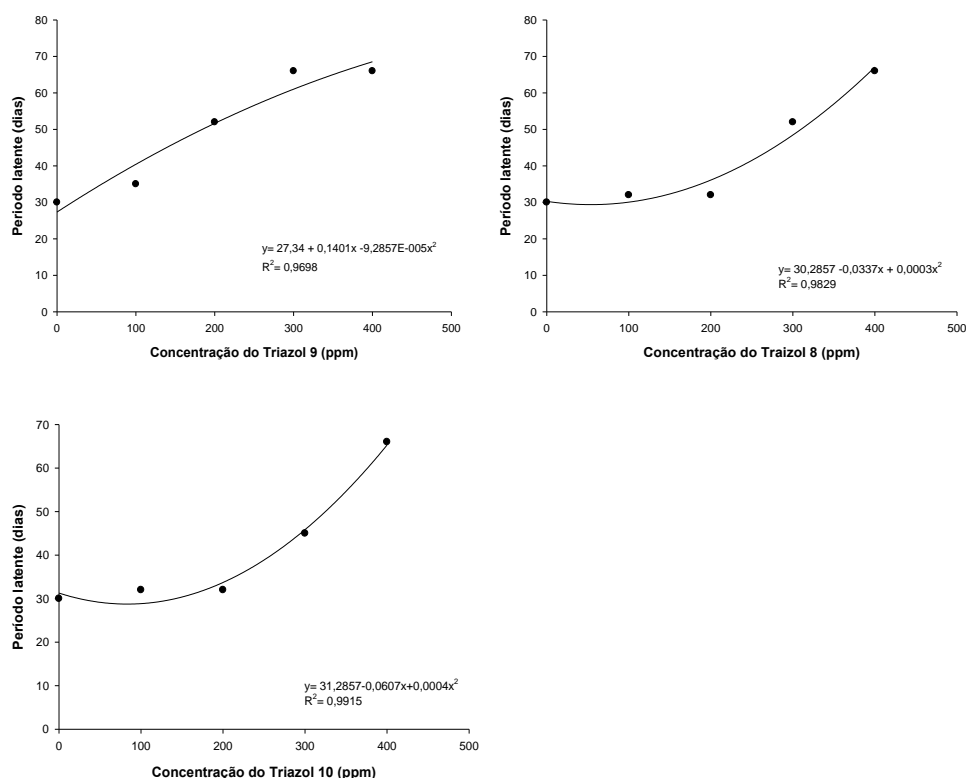 80
70
60
50
40
30
20
10
0
Período latente (dias)
y= 27,34 + 0,1401x -9,2857E-005x²
R²= 0,9698
0 100 200 300 400 500
Concentração do Triazol 9 (ppm)
80
70
60
50
40
30
20
10
0
Período latente (dias)
y= 30,2857 -0,0337x + 0,0003x²
R²= 0,9829
0 100 200 300 400 500
Concentração do Traizol 8 (ppm)
70
60
50
40
30
20
10
0
Período latente (dias)
y= 31,2857-0,0607x+0,0004x²
R²= 0,9915
0 100 200 300 400 500
Concentração do Triazol 10 (ppm)